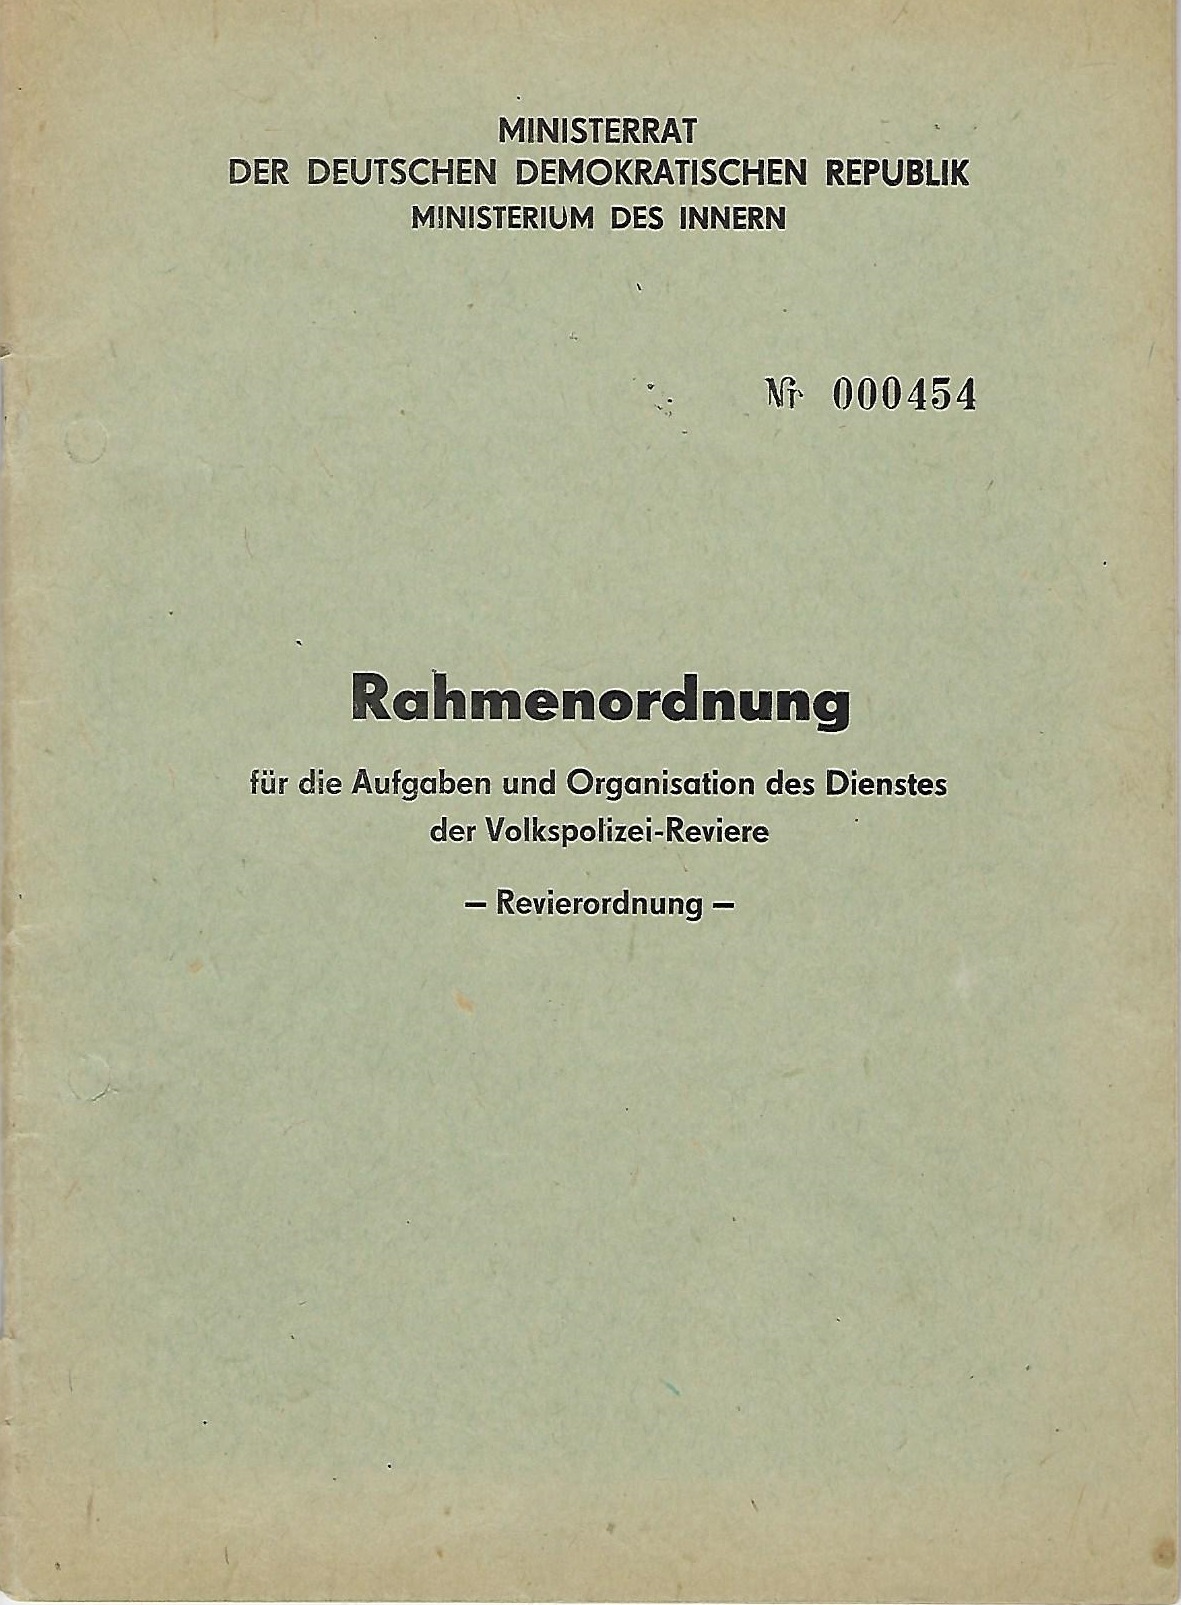 MINISTERRAT
DER DEUTSCHEN DEMOKRATISCHEN REPUBLIK
MINISTERIUM DES INNERN
Nr 000454
Rahmenordnung
für die Aufgaben und Organisation des Dienstes
der Volkspolizei-Reviere
— Revierordnung —